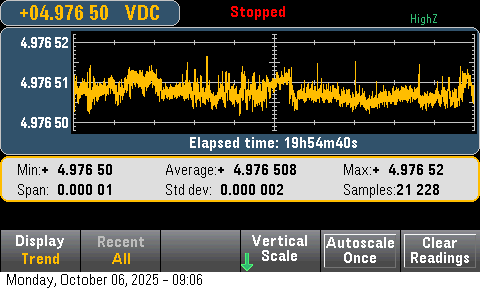 +04.976 50 VDC Stopped HighZ
4.976 52
4.976 51
4.976 50
Elapsed time: 19h54m40s
Min:+ 4.976 50 Average:+ 4.976 508 Max:+ 4.976 52
Span: 0.000 01 Std dev: 0.000 002 Samples:21 228
Display Recent Vertical Autoscale Clear
Trend All Scale Once Readings
Monday, October 06, 2025 - 09:06